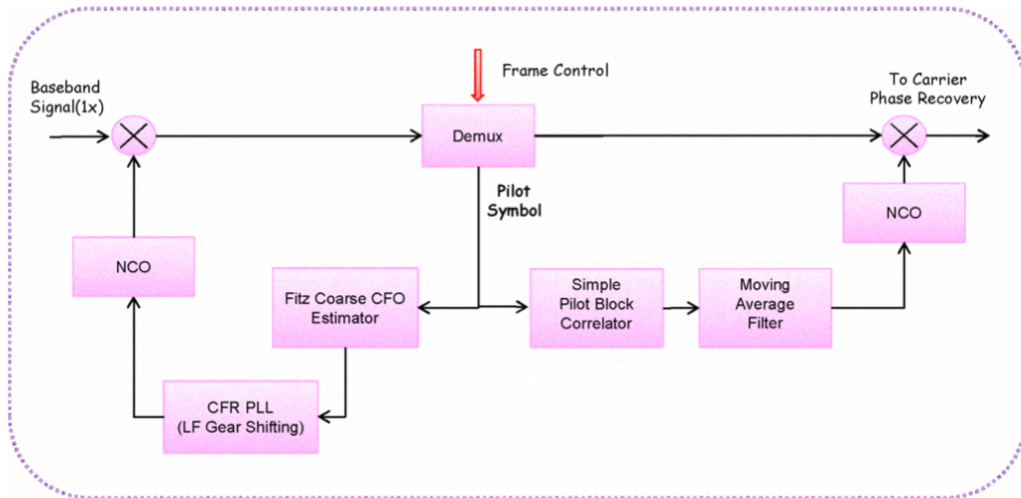 Frame Control
Baseband
Signal(1x)
To Carrier
Phase Recovery
Demux
Pilot
Symbol
NCO
NCO
Fitz Coarse CFO
Estimator
Simple
Pilot Block
Correlator
Moving
Average
Filter
CFR PLL
(LF Gear Shifting)